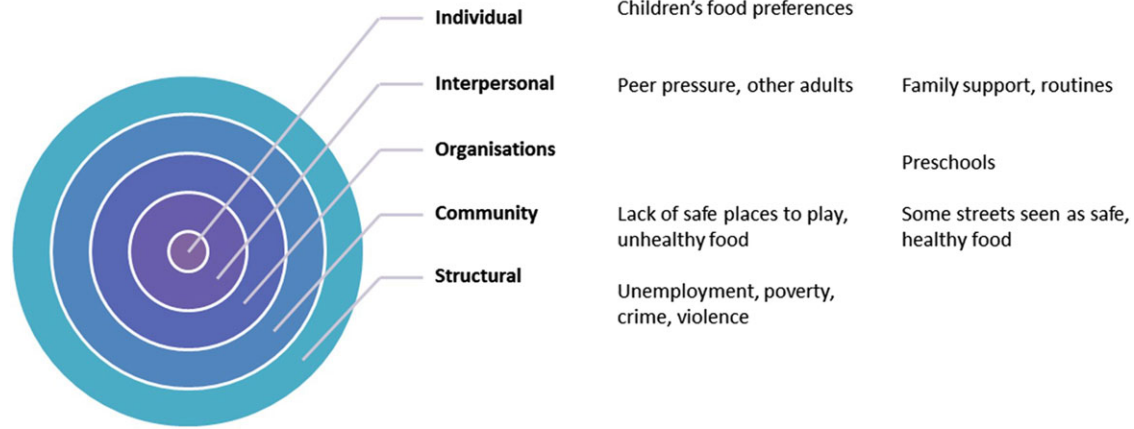 Individual
Children's food preferences
Interpersonal
Peer pressure, other adults
Family support, routines
Organisations
Preschools
Community
Lack of safe places to play,
unhealthy food
Some streets seen as safe,
healthy food
Structural
Unemployment, poverty,
crime, violence